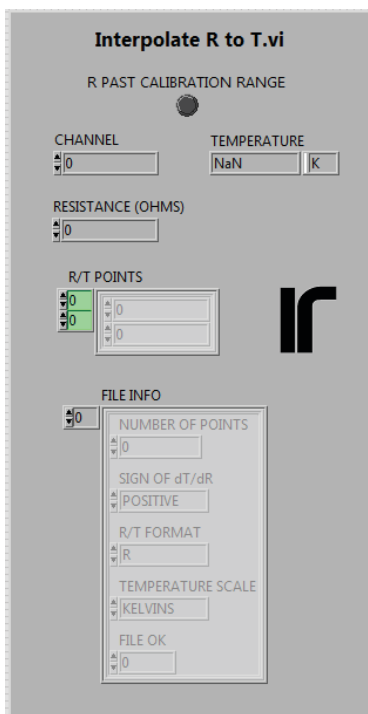 Interpolate R to T.vi
R PAST CALIBRATION RANGE
CHANNEL TEMPERATURE
0 NaN K
RESISTANCE (OHMS)
0
R/T POINTS
0 0
0 0
FILE INFO
0
NUMBER OF POINTS
0
SIGN OF dT/dR
POSITIVE
R/T FORMAT
R
TEMPERATURE SCALE
KELVINS
FILE OK
0